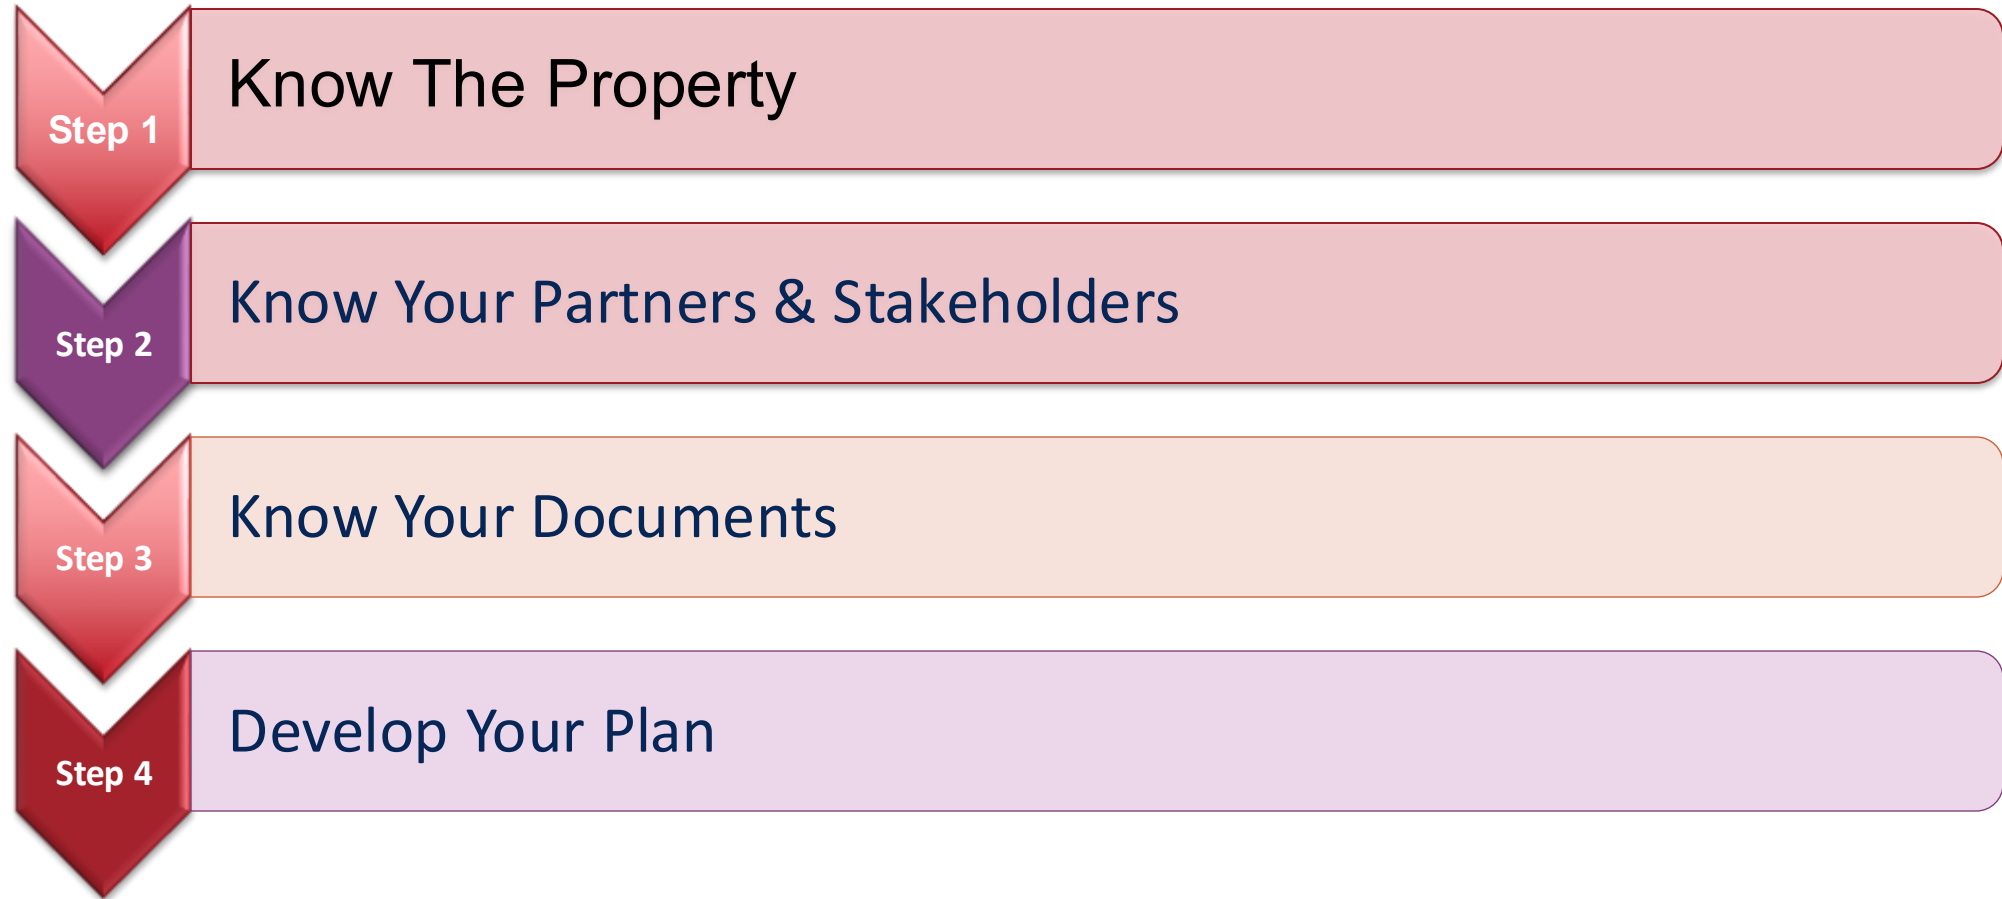 Step 1
Know The Property
Step 2
Know Your Partners & Stakeholders
Step 3
Know Your Documents
Step 4
Develop Your Plan